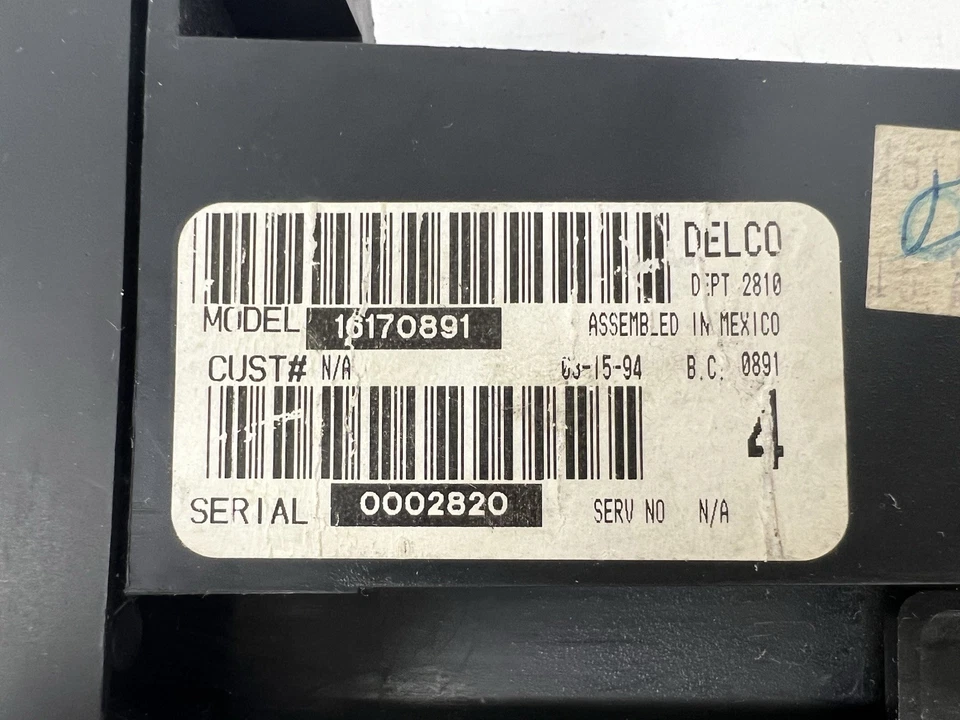 DELCO
DEPT 2810
MODEL 16170891 ASSEMBLED IN MEXICO
CUST# N/A 03-15-94 B.C. 0891
4
SERIAL 0002820 SERV NO N/A